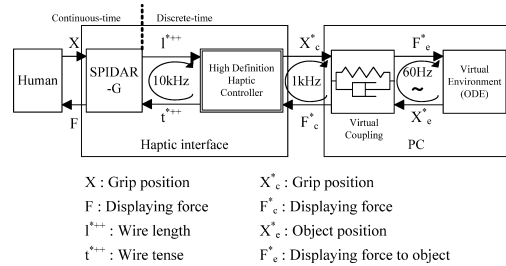 Continuous-time
Discrete-time
X
l*++
X*c
F*e
Human
SPIDAR
-G
10kHz
High Definition
Haptic
Controller
1kHz
60Hz
~
Virtual
Environment
(ODE)
F
t*++
F*c
Virtual
Coupling
X*e
Haptic interface
PC
X : Grip position
X*c : Grip position
F : Displaying force
F*c : Displaying force
l*++ : Wire length
X*e : Object position
t*++ : Wire tense
F*e : Displaying force to object